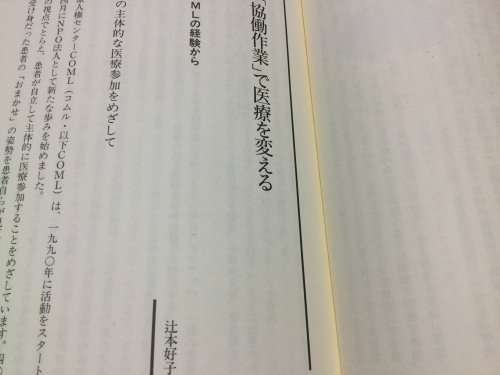 「協働作業」で医療を変える
MLの経験から
辻本好子
の主体的な医療参加をめざして
人権センターCOML(コムル・以下COML)は、一九九〇年に活動をスタート
四月にNPO法人として新たな歩みを始めました。
の視点でとらえ、患者が自立して主体的に医療参加することをめざしています。
受け身だった患者の「おまかせ」の姿勢を患者自らが